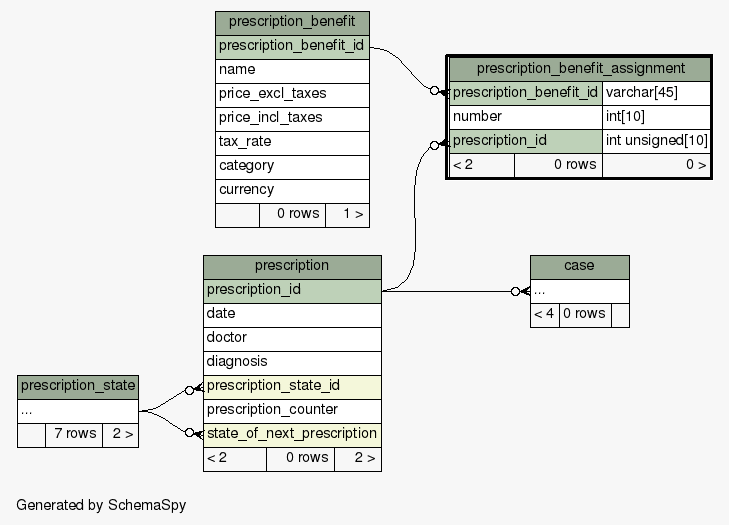 prescription_benefit
prescription_benefit_id
name
price_excl_taxes
price_incl_taxes
tax_rate
category
currency
0 rows 1 >
prescription_benefit_assignment
prescription_benefit_id varchar[45]
number int[10]
prescription_id int unsigned[10]
< 2 0 rows 0 >
prescription
prescription_id
date
doctor
diagnosis
prescription_state_id
prescription_counter
state_of_next_prescription
< 2 0 rows 2 >
case
...
< 4 0 rows
prescription_state
...
7 rows 2 >
Generated by SchemaSpy